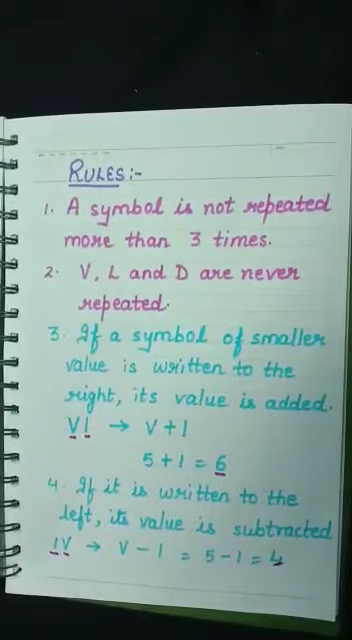 RULES:-
1. A symbol is not repeated
more than 3 times.
2. V, L and D are never
repeated.
3. If a symbol of smaller
value is written to the
right, its value is added.
VI → V + I
5 + 1 = 6
4. If it is written to the
left, its value is subtracted
IV → V - I = 5 - 1 = 4